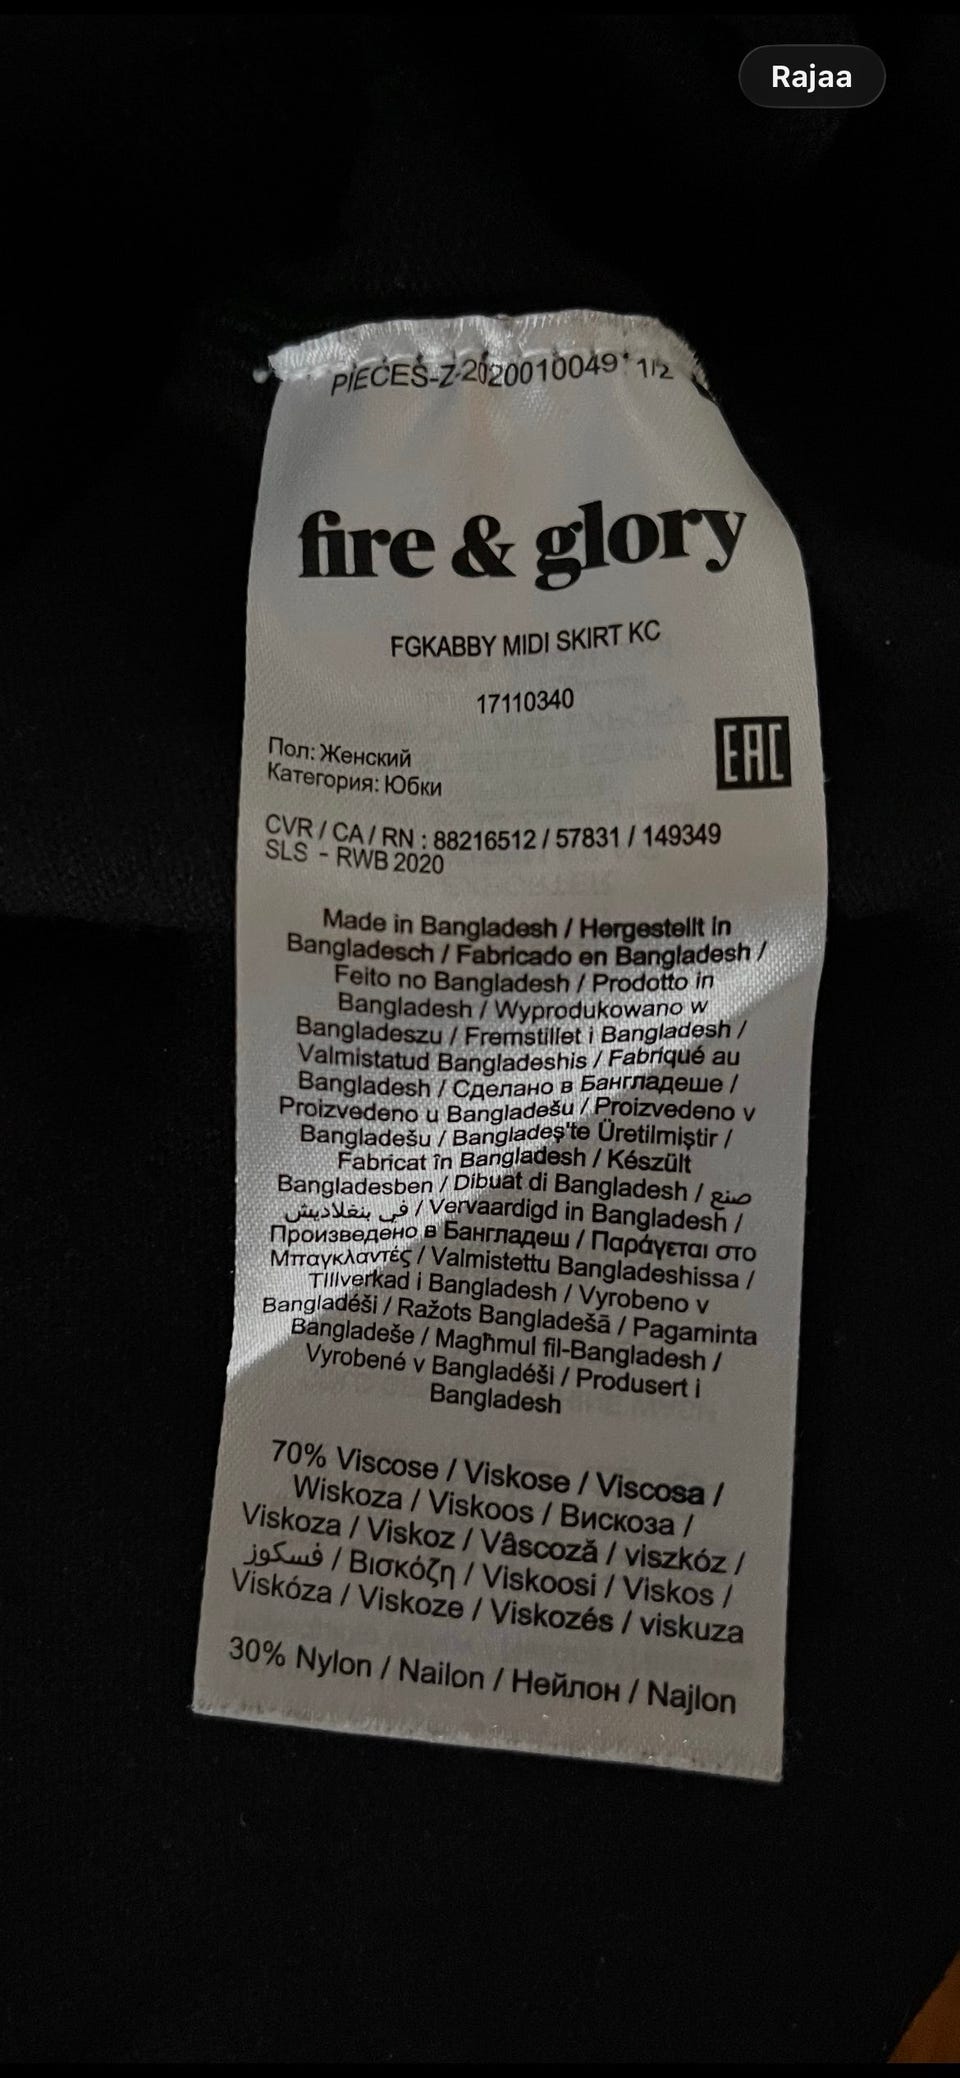 Rajaa
PIECES-Z-2020010049* 1/2
fire & glory
FGKABBY MIDI SKIRT KC
17110340
Пол: Женский
Категория: Юбки
EAC
CVR / CA / RN : 88216512 / 57831 / 149349
SLS - RWB 2020
Made in Bangladesh / Hergestellt in
Bangladesch / Fabricado en Bangladesh /
Feito no Bangladesh / Prodotto in
Bangladesh / Wyprodukowano w
Bangladeszu / Fremstillet i Bangladesh /
Valmistatud Bangladeshis / Fabriqué au
Bangladesh / Сделано в Бангладеше /
Proizvedeno u Bangladešu / Proizvedeno v
Bangladešu / Bangladeş'te Üretilmiştir /
Fabricat în Bangladesh / Készült
Bangladesben / Dibuat di Bangladesh / صنع
في بنغلاديش / Vervaardigd in Bangladesh /
Произведено в Бангладеш / Παράγεται στο
Μπαγκλαντές / Valmistettu Bangladeshissa /
Tillverkad i Bangladesh / Vyrobeno v
Bangladéši / Ražots Bangladešā / Pagaminta
Bangladeše / Magħmul fil-Bangladesh /
Vyrobené v Bangladéši / Produsert i
Bangladesh
70% Viscose / Viskose / Viscosa /
Wiskoza / Viskoos / Вискоза /
Viskoza / Viskoz / Vâscoză / viszkóz /
فسكوز / Βισκόζη / Viskoosi / Viskos /
Viskóza / Viskoze / Viskozés / viskuza
30% Nylon / Nailon / Нейлон / Najlon